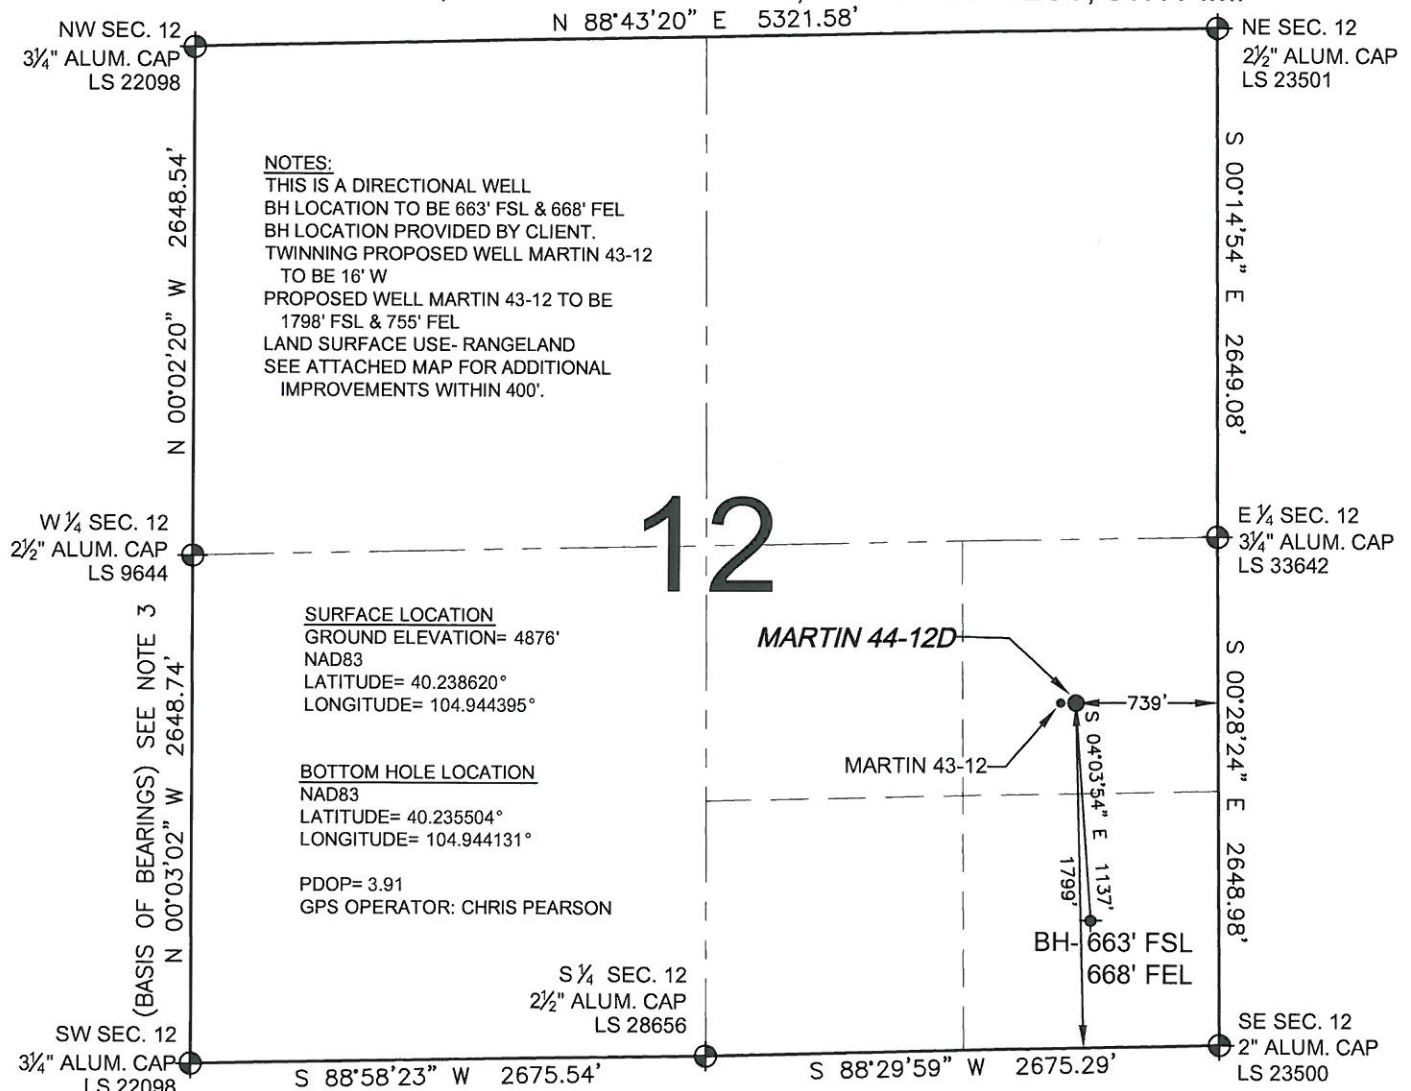 N 88°43'20" E 5321.58'
NW SEC. 12
3¼" ALUM. CAP
LS 22098
NE SEC. 12
2½" ALUM. CAP
LS 23501
N 00°02'20" W 2648.54'
NOTES:
THIS IS A DIRECTIONAL WELL
BH LOCATION TO BE 663' FSL & 668' FEL
BH LOCATION PROVIDED BY CLIENT.
TWINNING PROPOSED WELL MARTIN 43-12
TO BE 16' W
PROPOSED WELL MARTIN 43-12 TO BE
1798' FSL & 755' FEL
LAND SURFACE USE- RANGELAND
SEE ATTACHED MAP FOR ADDITIONAL
IMPROVEMENTS WITHIN 400'.
S 00°14'54" E 2649.08'
12
W ¼ SEC. 12
2½" ALUM. CAP
LS 9644
E ¼ SEC. 12
3¼" ALUM. CAP
LS 33642
(BASIS OF BEARINGS) SEE NOTE 3
N 00°03'02" W 2648.74'
SURFACE LOCATION
GROUND ELEVATION= 4876'
NAD83
LATITUDE= 40.238620°
LONGITUDE= 104.944395°
BOTTOM HOLE LOCATION
NAD83
LATITUDE= 40.235504°
LONGITUDE= 104.944131°
PDOP= 3.91
GPS OPERATOR: CHRIS PEARSON
MARTIN 44-12D
739'
MARTIN 43-12
S 04°03'54" E 1137'
1799'
S 00°28'24" E 2648.98'
BH- 663' FSL
668' FEL
S ¼ SEC. 12
2½" ALUM. CAP
LS 28656
SW SEC. 12
3¼" ALUM. CAP
LS 22098
S 88°58'23" W 2675.54'
S 88°29'59" W 2675.29'
SE SEC. 12
2" ALUM. CAP
LS 23500